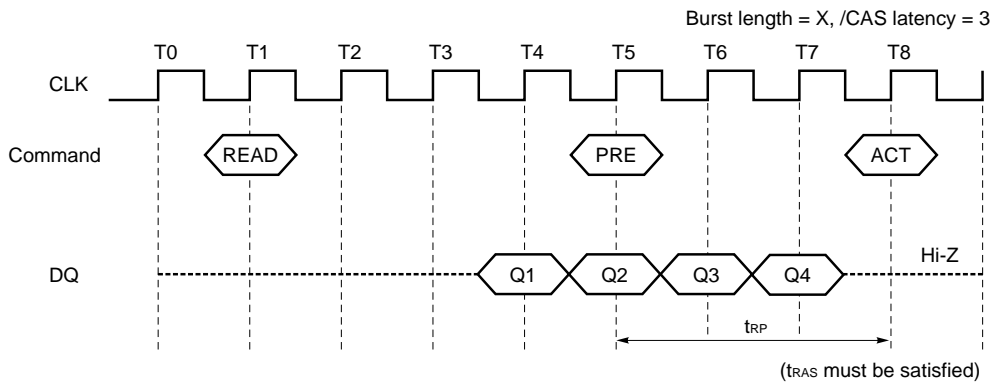 Burst length = X, /CAS latency = 3
T0 T1 T2 T3 T4 T5 T6 T7 T8
CLK
Command READ PRE ACT
Hi-Z
DQ Q1 Q2 Q3 Q4
tRP
(tRAS must be satisfied)